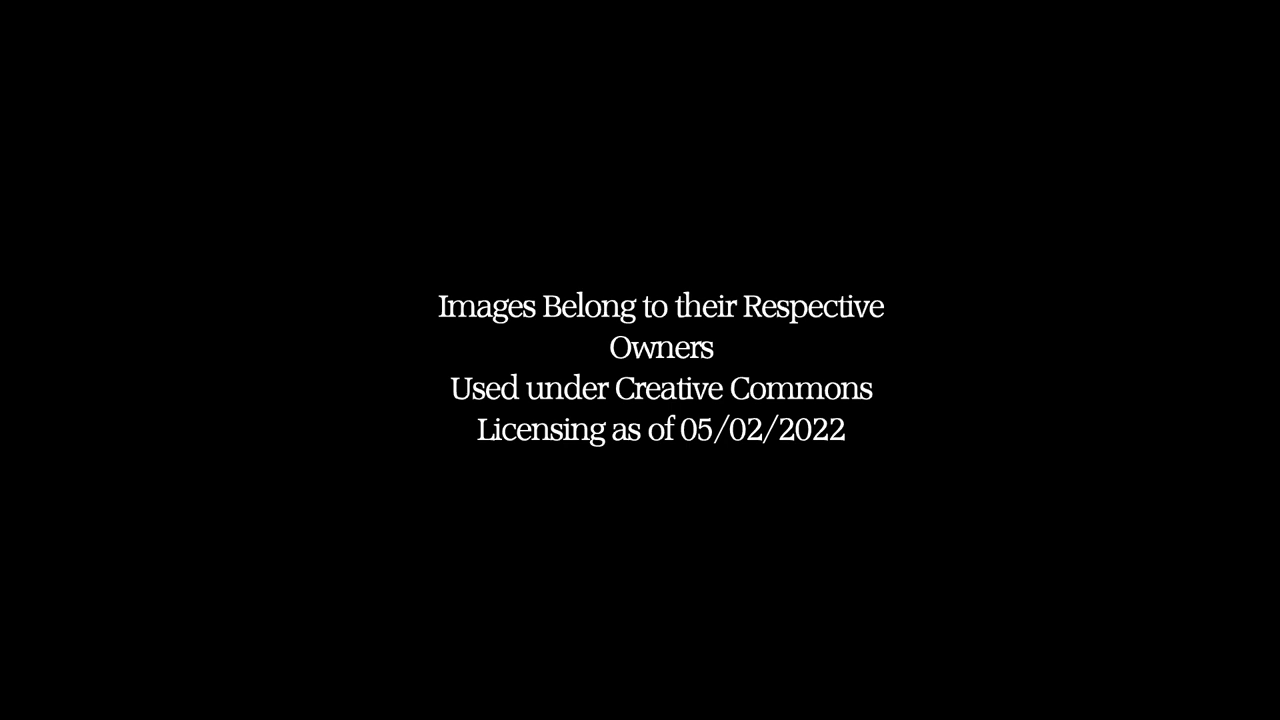 Images Belong to their Respective
Owners
Used under Creative Commons
Licensing as of 05/02/2022